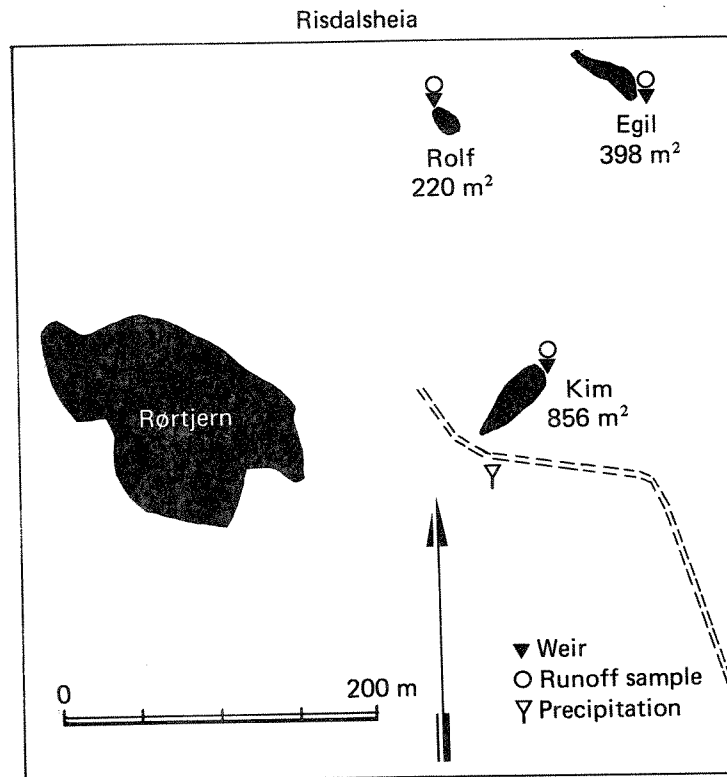 Risdalsheia
Rolf
220 m²
Egil
398 m²
Rørtjern
Kim
856 m²
0
200 m
Weir
Runoff sample
Precipitation